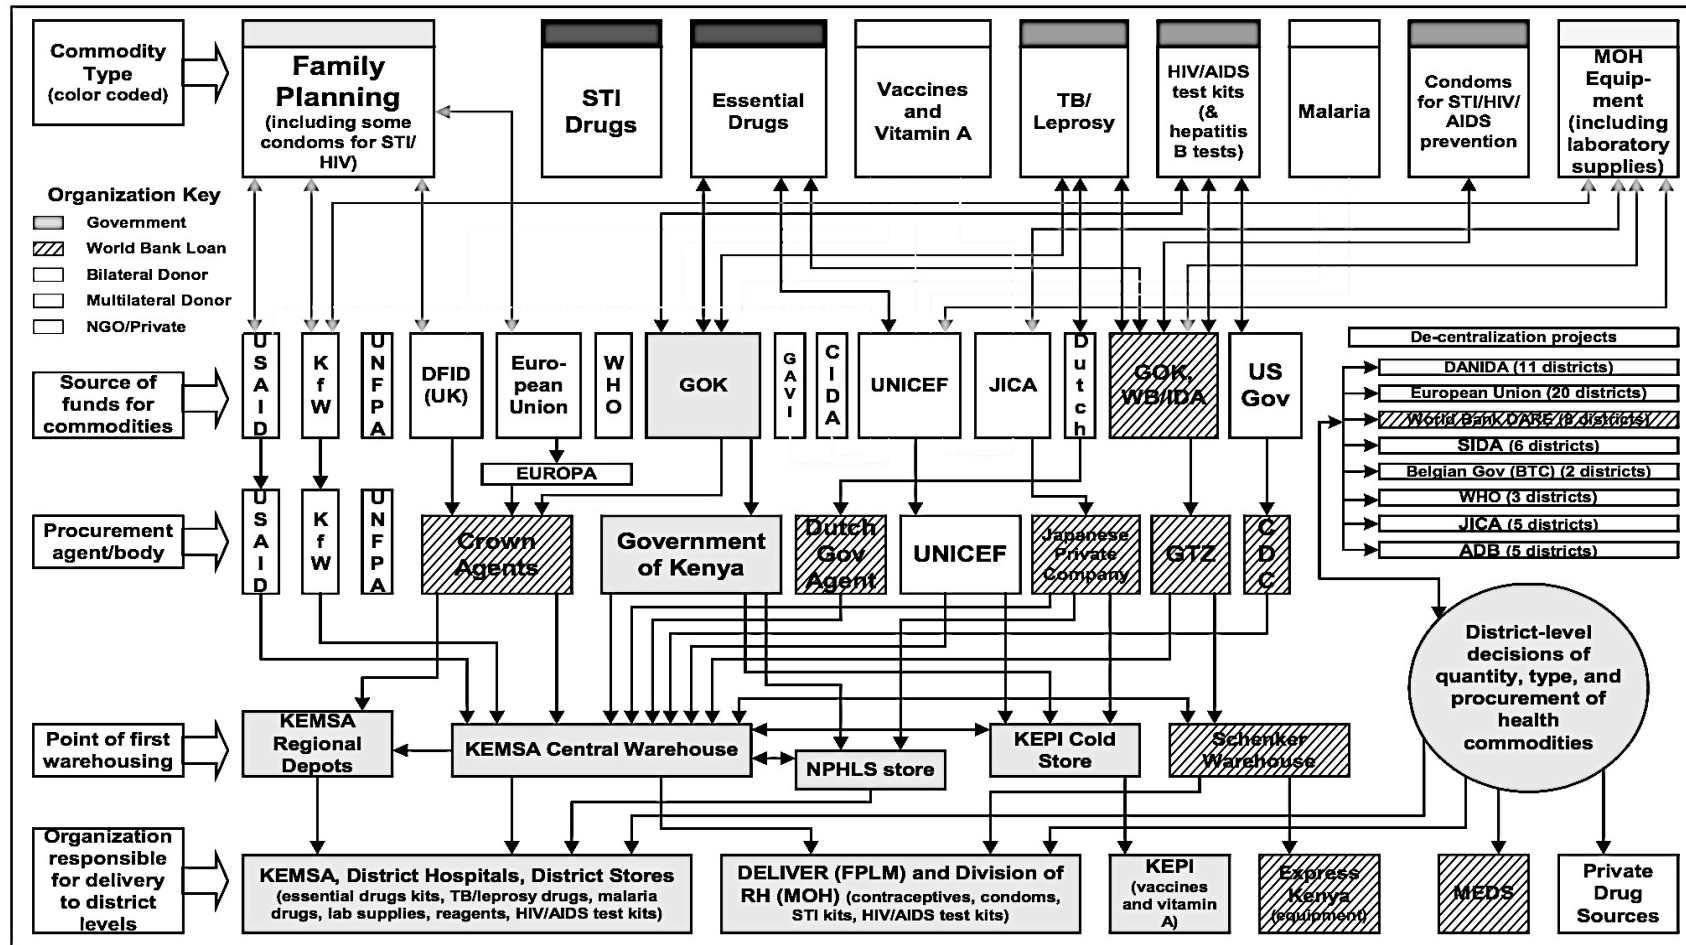 Commodity
Type
(color coded)
Family
Planning
(including some
condoms for STI/
HIV)
STI
Drugs
Essential
Drugs
Vaccines
and
Vitamin A
TB/
Leprosy
HIV/AIDS
test kits
(&
hepatitis
B tests)
Malaria
Condoms
for STI/HIV/
AIDS
prevention
MOH
Equip-
ment
(including
laboratory
supplies)
Organization Key
Government
World Bank Loan
Bilateral Donor
Multilateral Donor
NGO/Private
Source of
funds for
commodities
USAID
KfW
UNFPA
DFID
(UK)
Euro-
pean
Union
WHO
GOK
GAVI
CIDA
UNICEF
JICA
Dutch
GOK,
WB/IDA
US
Gov
De-centralization projects
DANIDA (11 districts)
European Union (20 districts)
World Bank DARE (8 districts)
SIDA (6 districts)
Belgian Gov (BTC) (2 districts)
WHO (3 districts)
JICA (5 districts)
ADB (5 districts)
EUROPA
Procurement
agent/body
USAID
KfW
UNFPA
Crown
Agents
Government
of Kenya
Dutch
Gov
Agent
UNICEF
Japanese
Private
Company
GTZ
CDC
District-level
decisions of
quantity, type, and
procurement of
health
commodities
Point of first
warehousing
KEMSA
Regional
Depots
KEMSA Central Warehouse
NPHLS store
KEPI Cold
Store
Schenker
Warehouse
Organization
responsible
for delivery
to district
levels
KEMSA, District Hospitals, District Stores
(essential drugs kits, TB/leprosy drugs, malaria
drugs, lab supplies, reagents, HIV/AIDS test kits)
DELIVER (FPLM) and Division of
RH (MOH) (contraceptives, condoms,
STI kits, HIV/AIDS test kits)
KEPI
(vaccines
and vitamin
A)
Express
Kenya
(equipment)
MEDS
Private
Drug
Sources